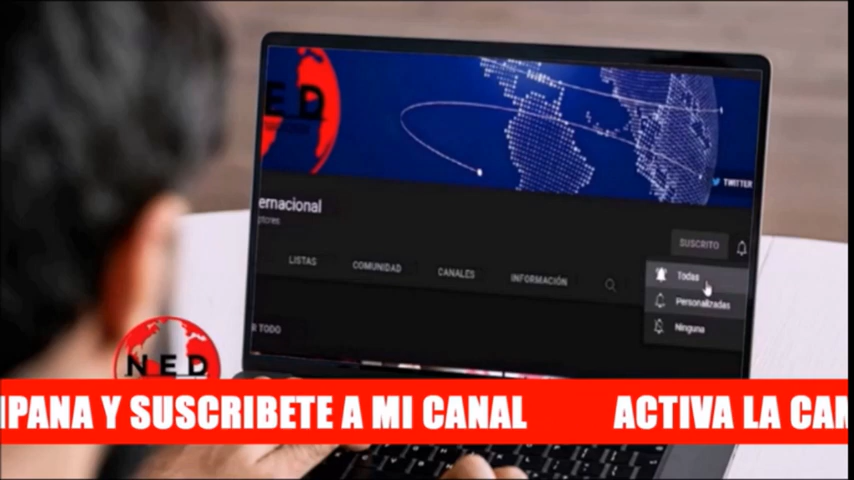 NED
TWITTER
ernacional
SUSCRITO
LISTAS
COMUNIDAD
CANALES
INFORMACIÓN
Todas
Personalizadas
Ninguna
R TODO
NED
IPANA Y SUSCRIBETE A MI CANAL ACTIVA LA CAM